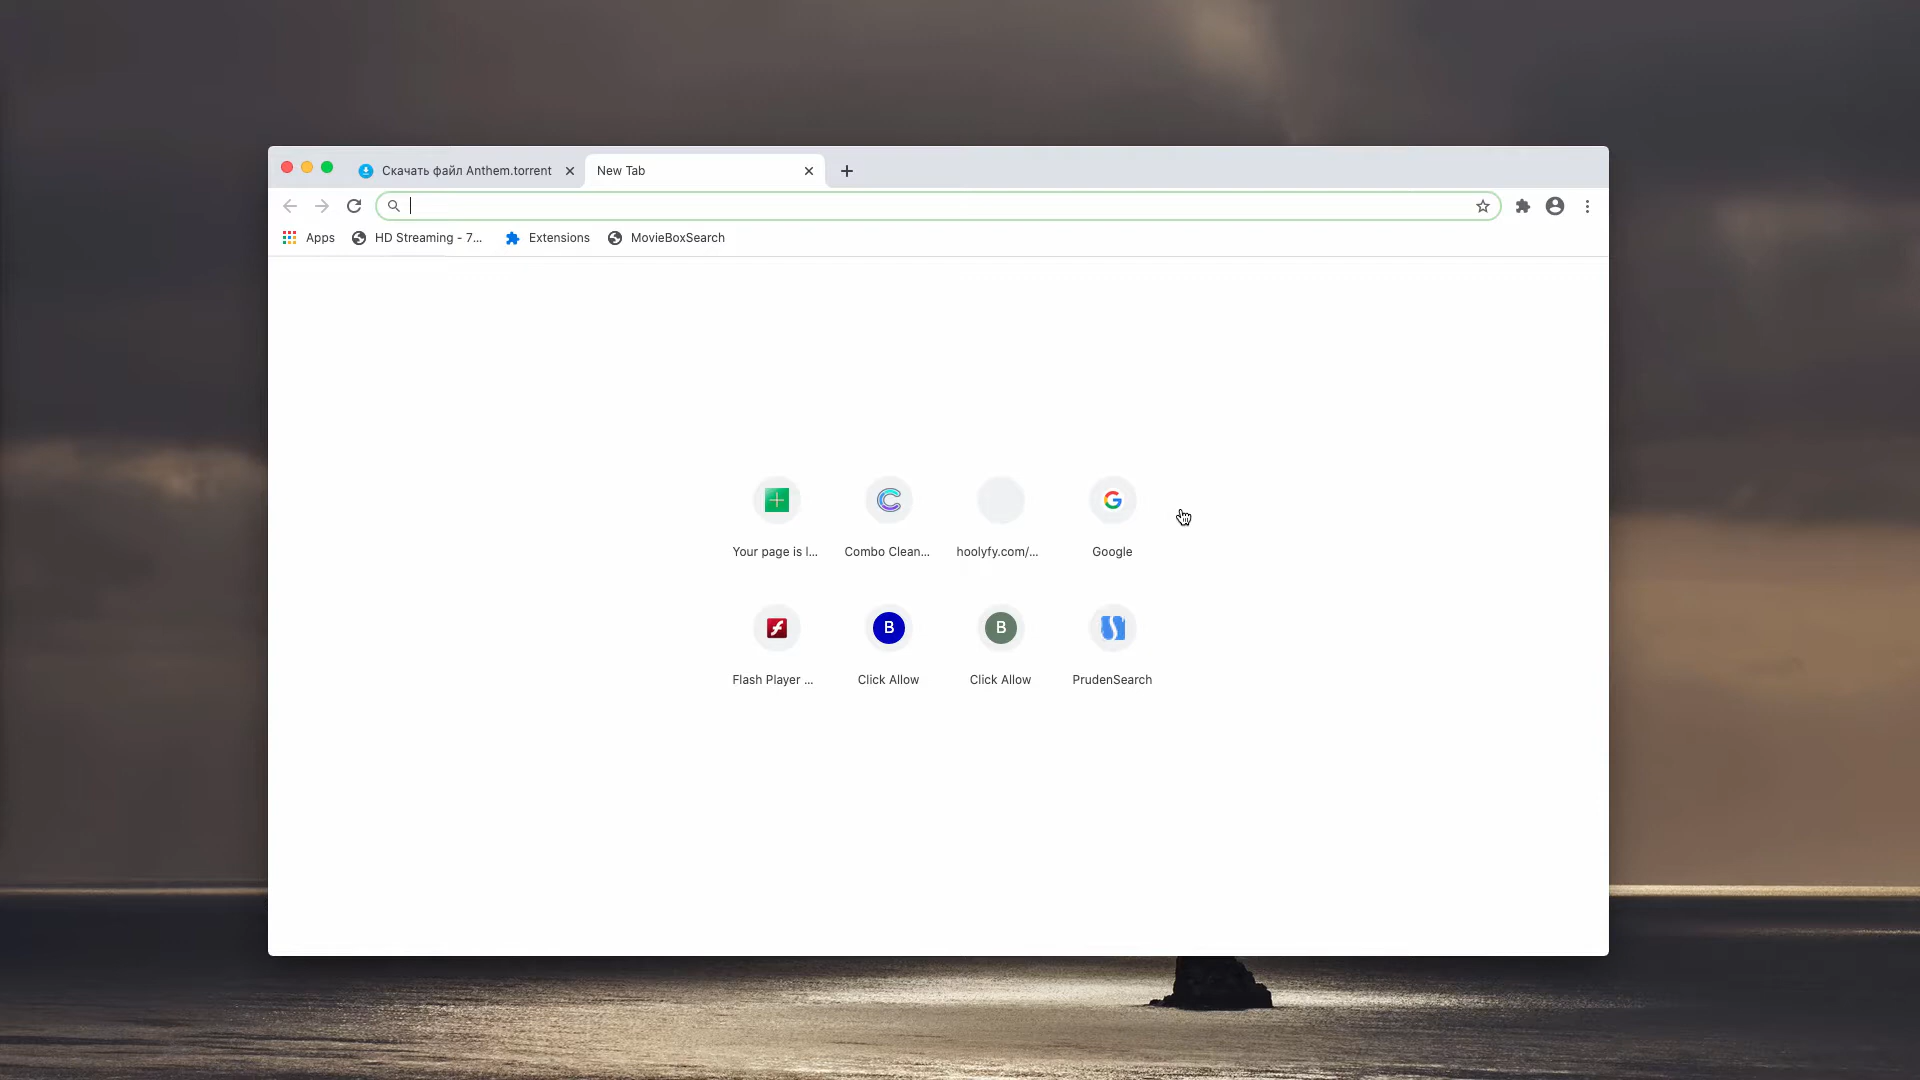 Скачать файл Anthem.torrent
New Tab
Apps
HD Streaming - 7...
Extensions
MovieBoxSearch
Your page is l...
Combo Clean...
hoolyfy.com/...
Google
Flash Player ...
B
Click Allow
B
Click Allow
PrudenSearch